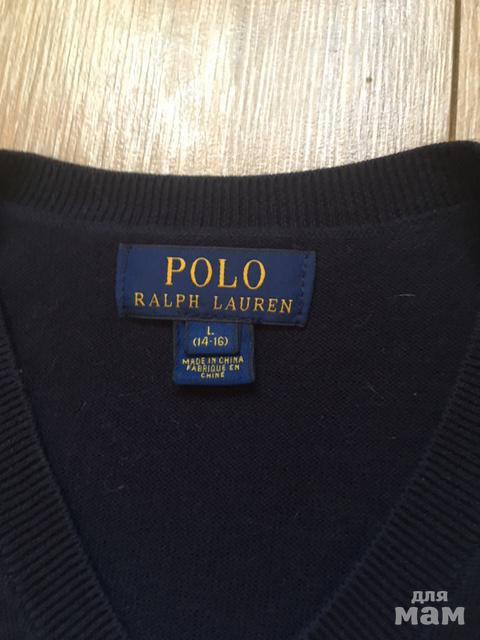 POLO
RALPH LAUREN
L
(14-16)
MADE IN CHINA
FABRIQUE EN
CHINE
для
мам